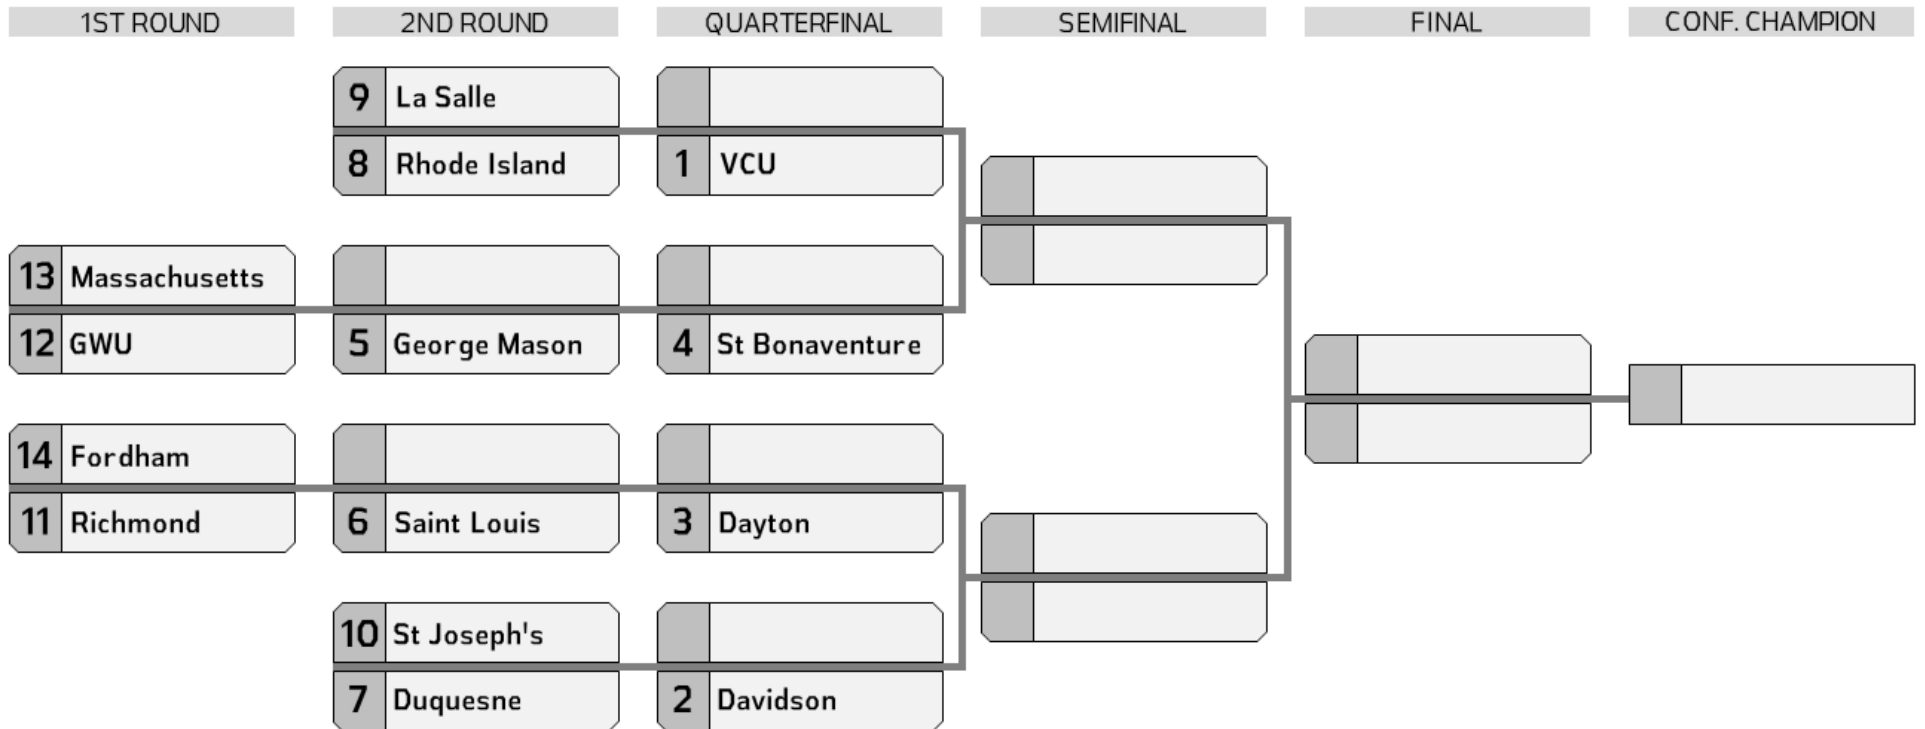 1ST ROUND 2ND ROUND QUARTERFINAL SEMIFINAL FINAL CONF. CHAMPION
9 La Salle
8 Rhode Island 1 VCU
13 Massachusetts
12 GWU 5 George Mason 4 St Bonaventure
14 Fordham
11 Richmond 6 Saint Louis 3 Dayton
10 St Joseph's
7 Duquesne 2 Davidson